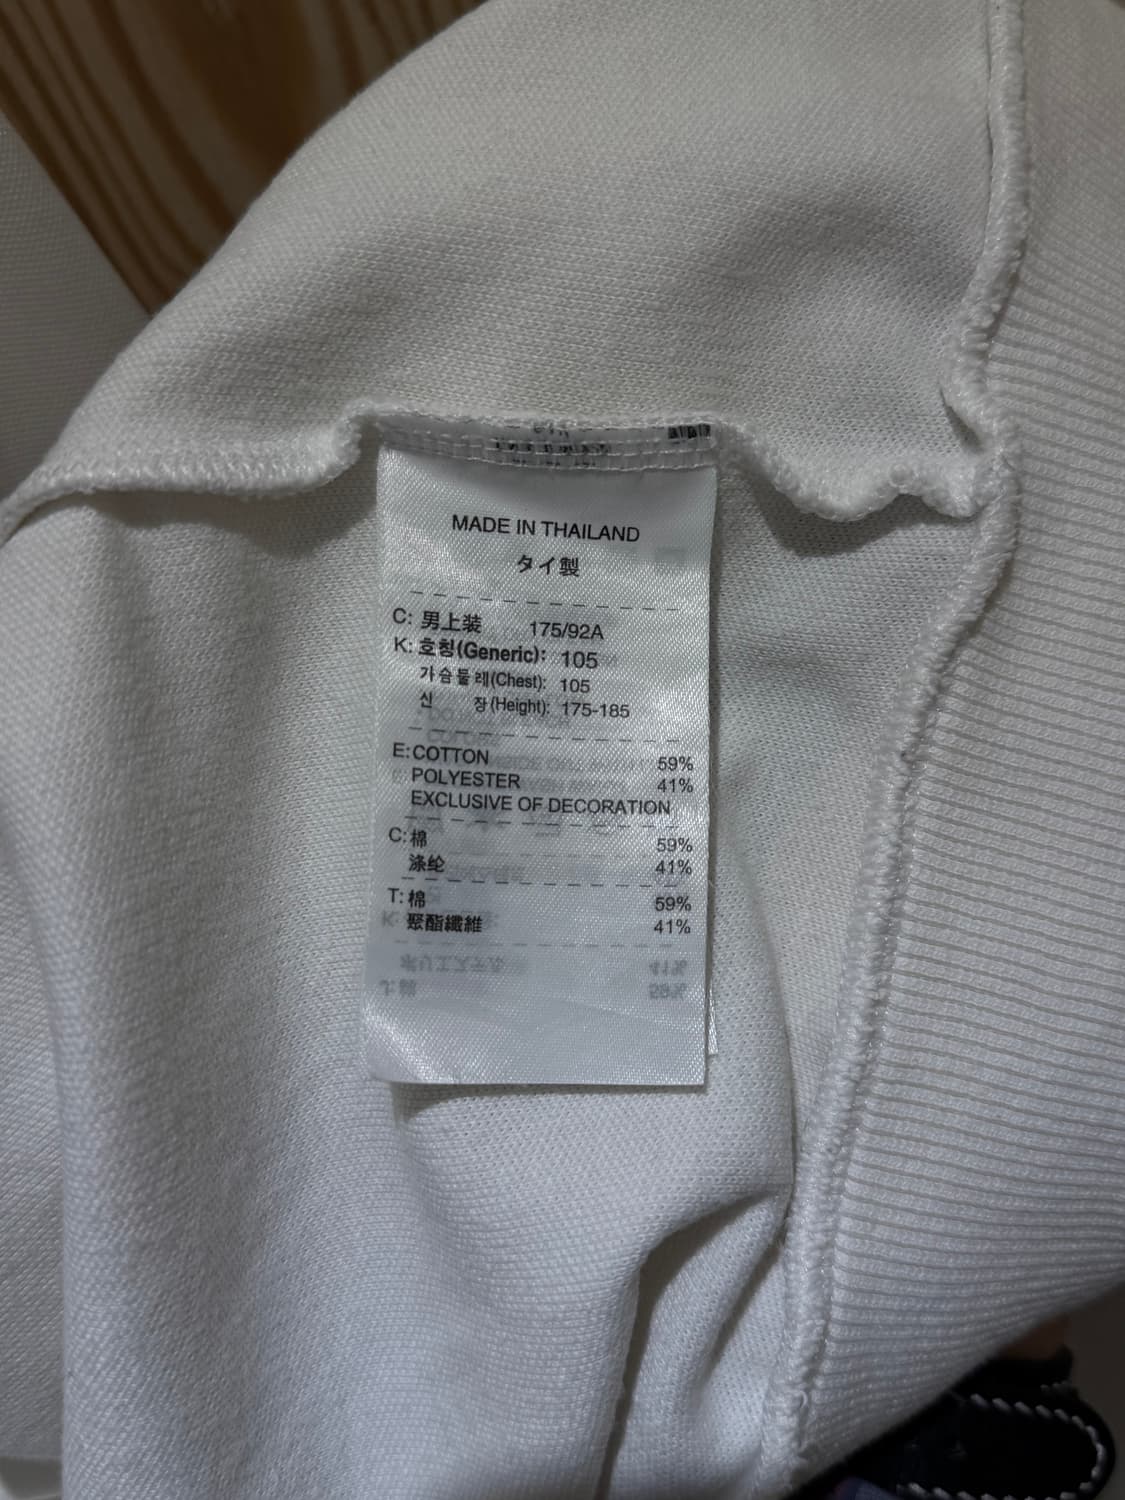 MADE IN THAILAND
タイ製
C: 男上装 175/92A
K: 호칭(Generic): 105
가슴둘레(Chest): 105
신 장(Height): 175-185
E: COTTON 59%
POLYESTER 41%
EXCLUSIVE OF DECORATION
C: 棉 59%
涤纶 41%
T: 棉 59%
聚酯纖維 41%